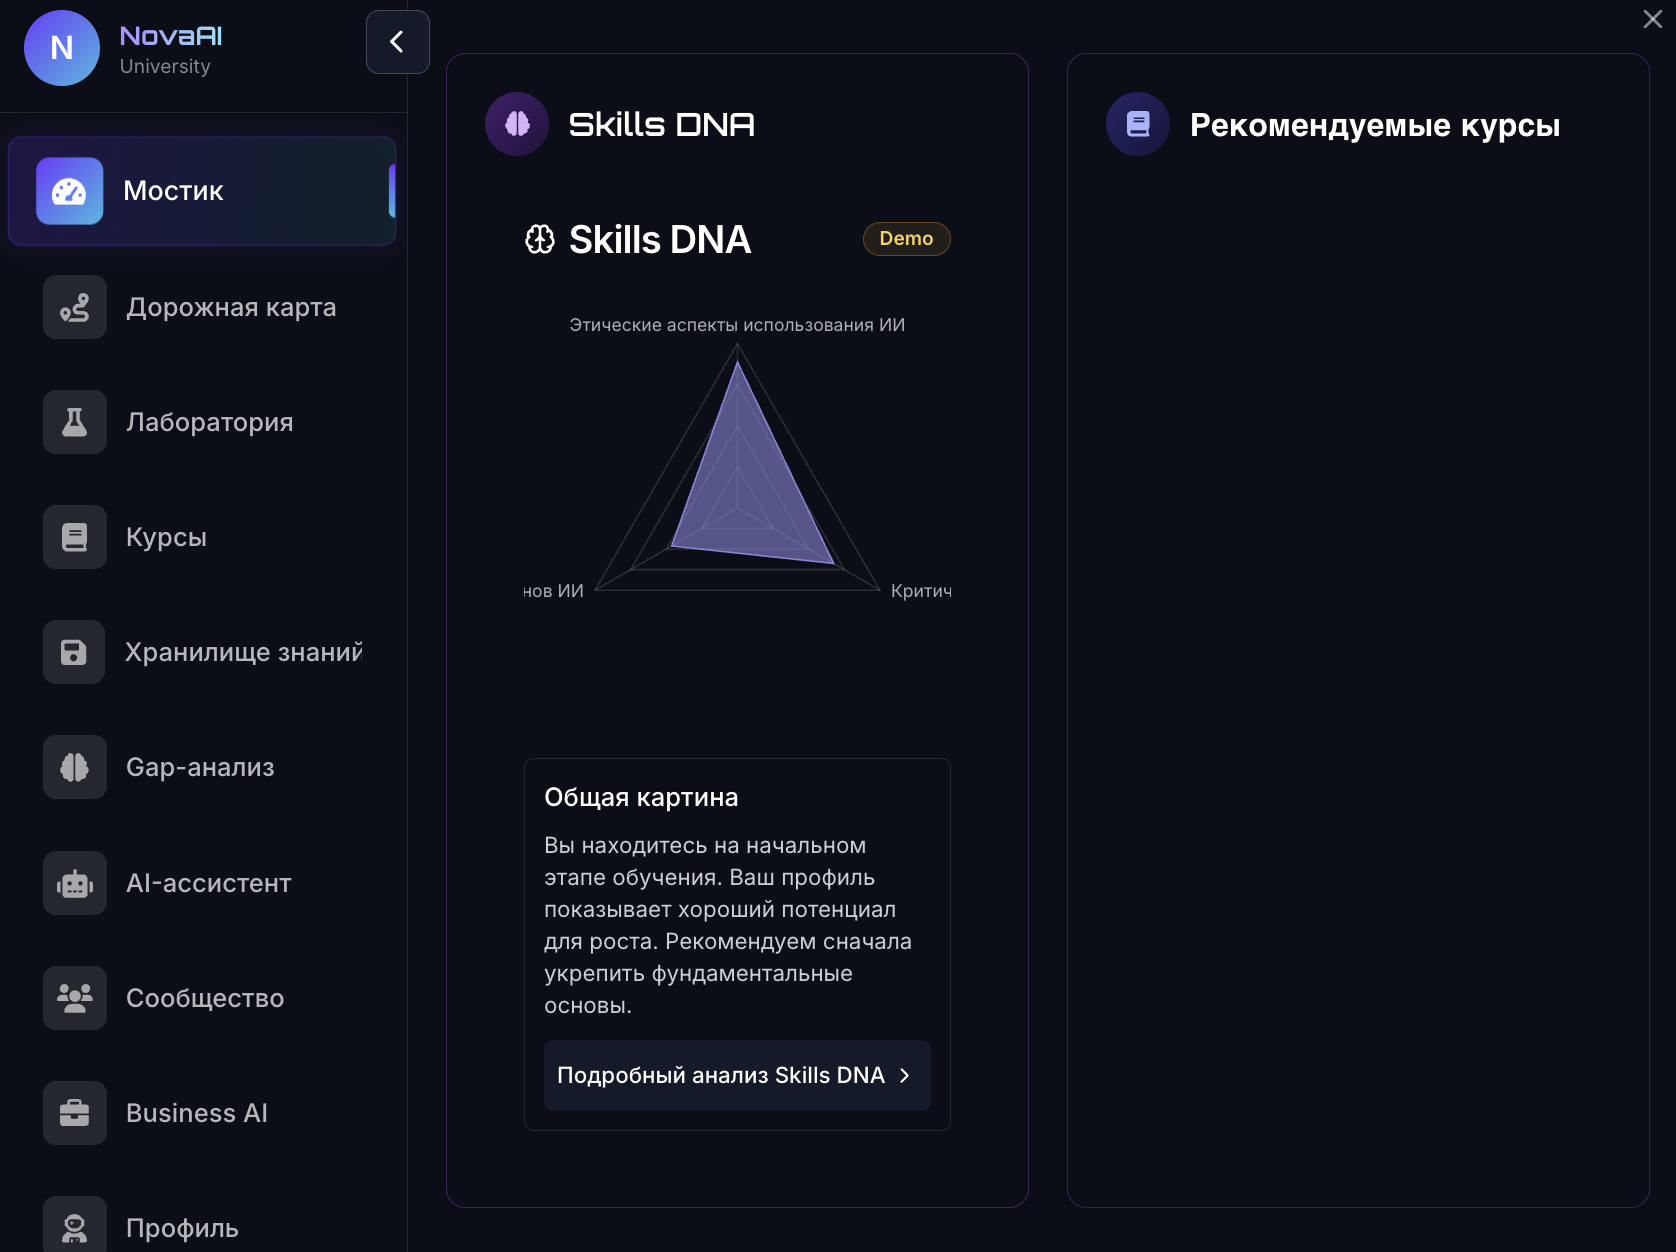 N
NovaAI
University
Мостик
Дорожная карта
Лаборатория
Курсы
Хранилище знаний
Gap-анализ
AI-ассистент
Сообщество
Business AI
Профиль
Skills DNA
Skills DNA
Demo
Этические аспекты использования ИИ
нов ИИ
Критич
Общая картина
Вы находитесь на начальном
этапе обучения. Ваш профиль
показывает хороший потенциал
для роста. Рекомендуем сначала
укрепить фундаментальные
основы.
Подробный анализ Skills DNA
Рекомендуемые курсы